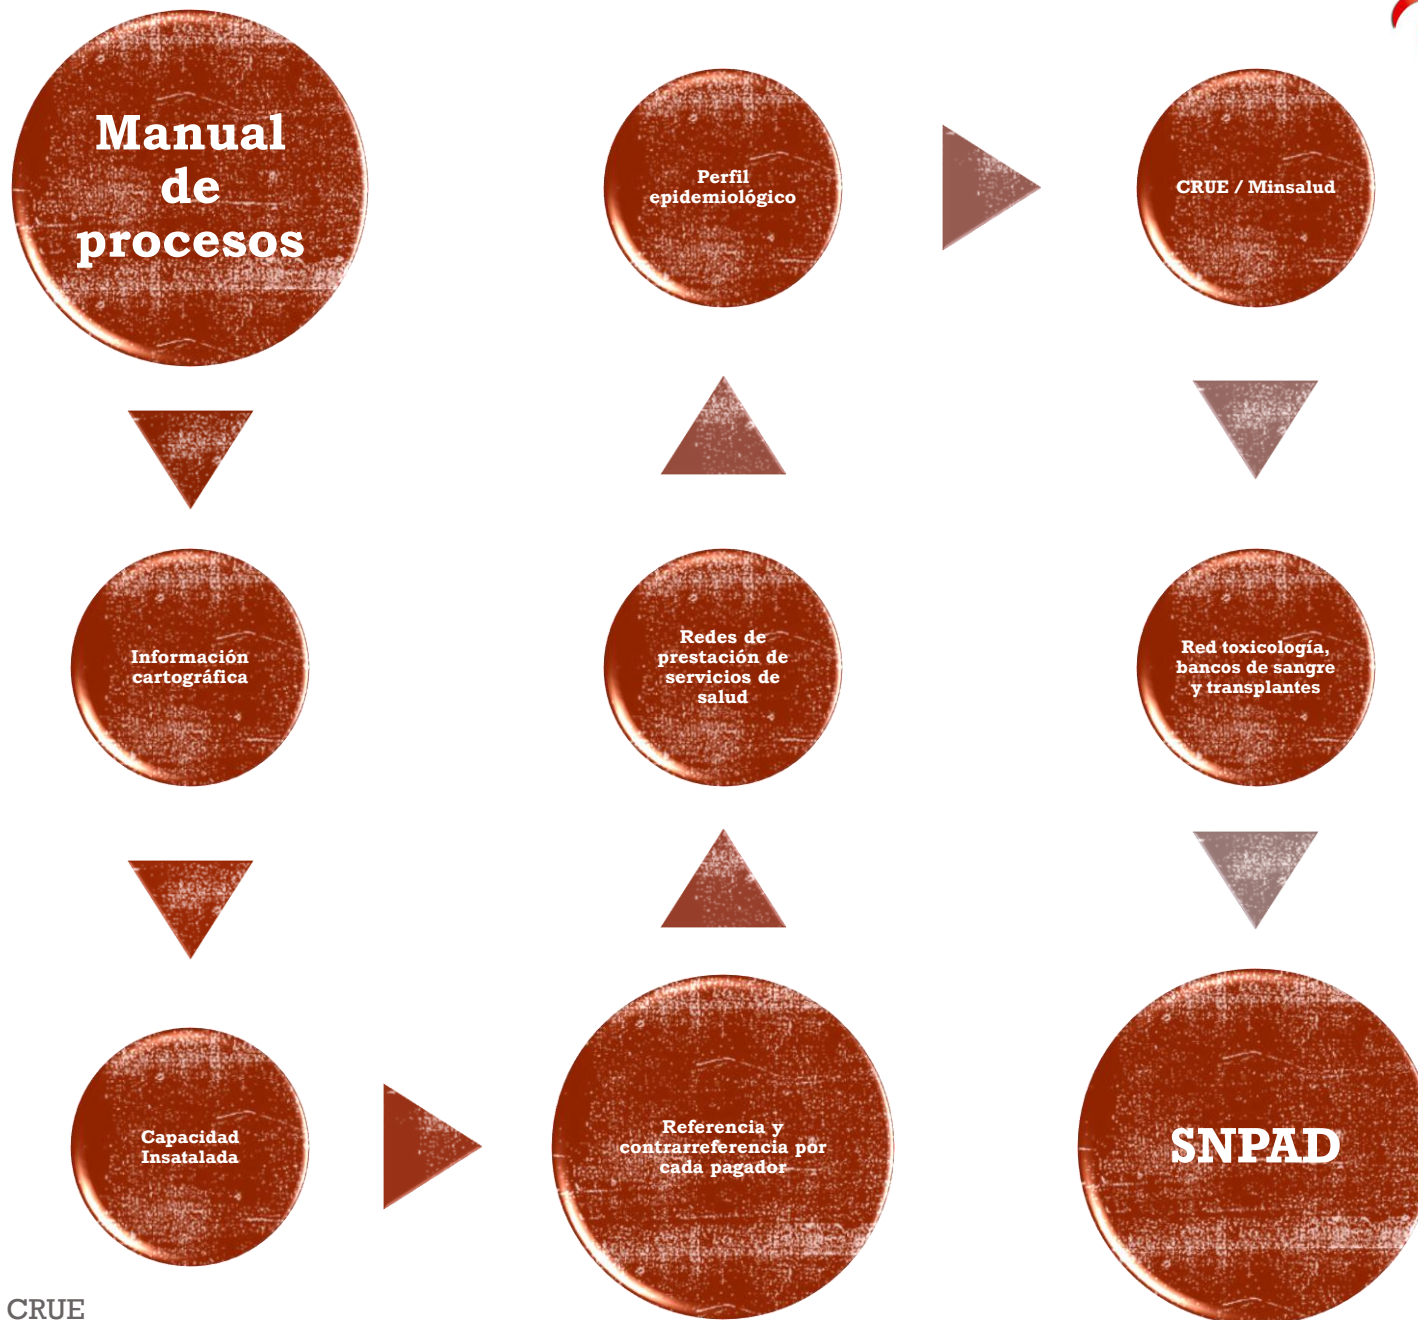 Manual
de
procesos
Información
cartográfica
Capacidad
Insatalada
Referencia y
contrarreferencia por
cada pagador
Redes de
prestación de
servicios de
salud
Perfil
epidemiológico
CRUE / Minsalud
Red toxicología,
bancos de sangre
y transplantes
SNPAD
CRUE